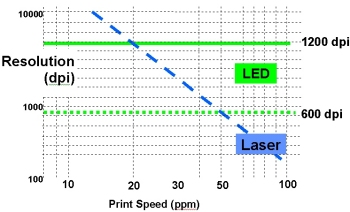 10000
1200 dpi
Resolution
(dpi)
LED
1000
600 dpi
Laser
100
10 20 30 50 100
Print Speed (ppm)